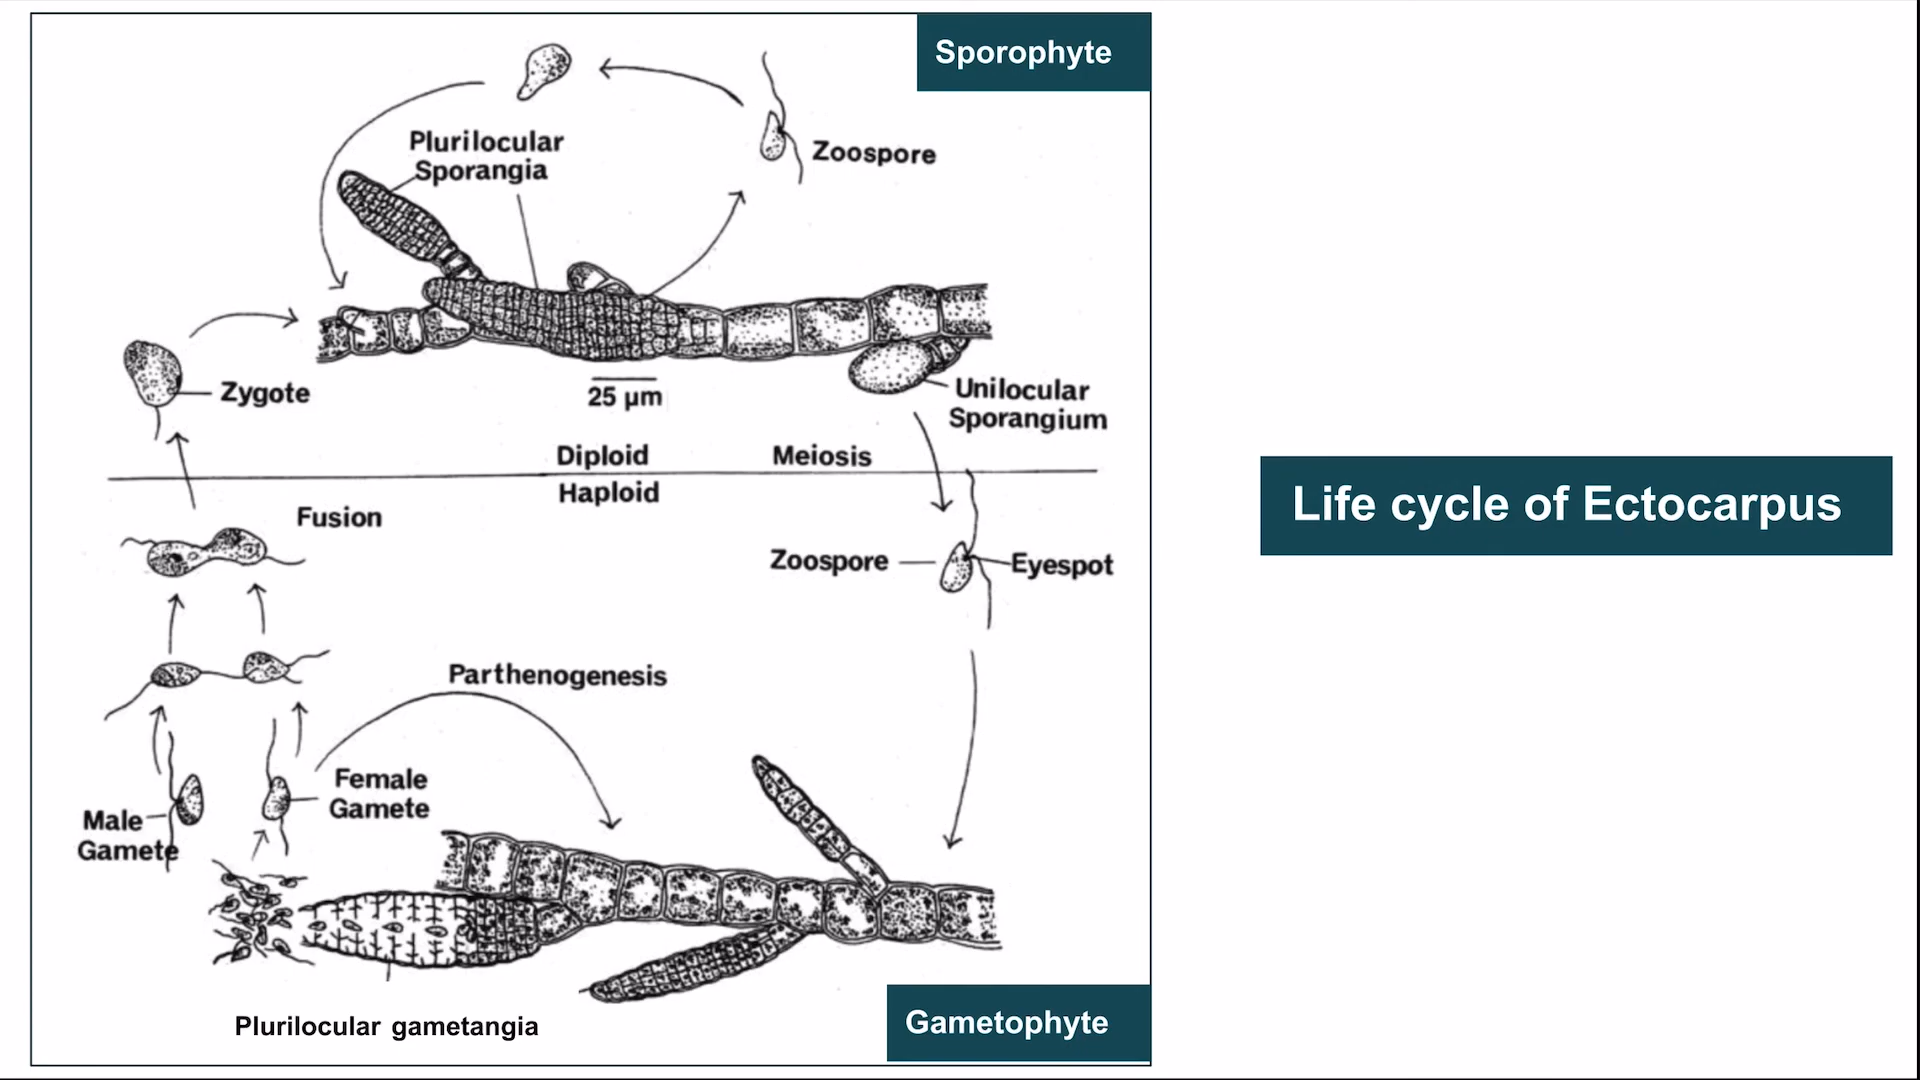 Sporophyte
Plurilocular
Sporangia
Zoospore
Zygote
25 µm
Unilocular
Sporangium
Diploid
Meiosis
Haploid
Fusion
Zoospore
Eyespot
Parthenogenesis
Female
Gamete
Male
Gamete
Plurilocular gametangia
Gametophyte
Life cycle of Ectocarpus